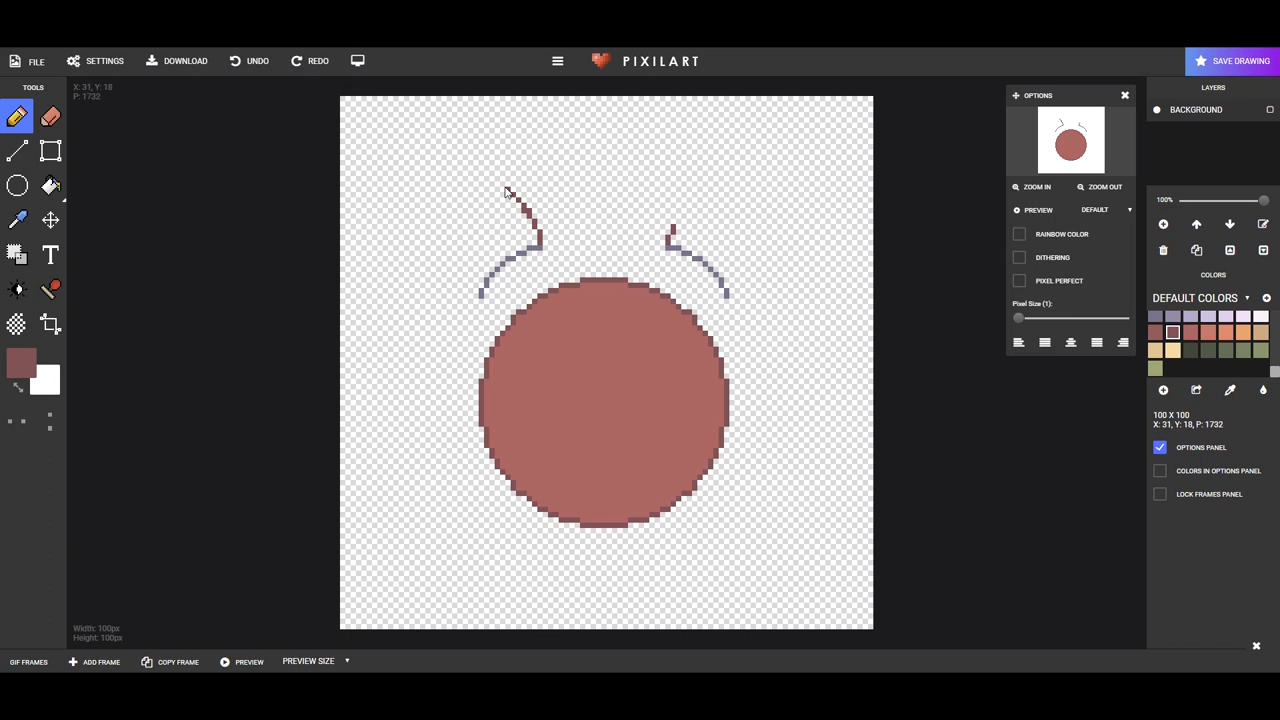 FILE
SETTINGS
DOWNLOAD
UNDO
REDO
PIXILART
SAVE DRAWING
TOOLS
X: 31, Y: 18
P: 1732
OPTIONS
LAYERS
BACKGROUND
ZOOM IN
ZOOM OUT
100%
PREVIEW
DEFAULT
RAINBOW COLOR
DITHERING
PIXEL PERFECT
COLORS
DEFAULT COLORS
Pixel Size (1):
T
100 X 100
X: 31, Y: 18, P: 1732
OPTIONS PANEL
COLORS IN OPTIONS PANEL
LOCK FRAMES PANEL
Width: 100px
Height: 100px
GIF FRAMES
ADD FRAME
COPY FRAME
PREVIEW
PREVIEW SIZE